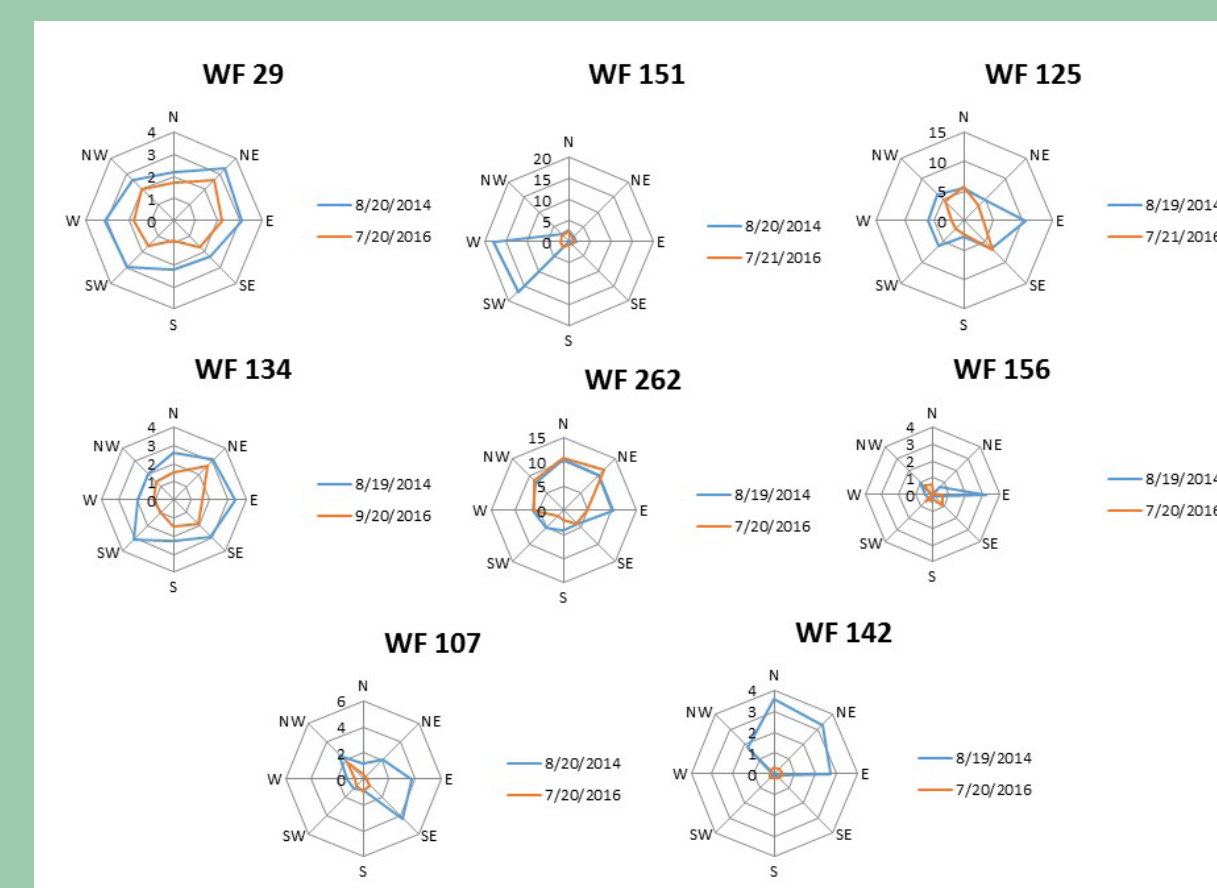 WF 29
N
4
NW
3
NE
2
1
W
0
E
SW
SE
S
8/20/2014
7/20/2016
WF 151
N
20
NW
15
NE
10
5
W
0
E
SW
SE
S
8/20/2014
7/21/2016
WF 125
N
15
NW
10
NE
5
W
0
E
SW
SE
S
8/19/2014
7/21/2016
WF 134
N
4
NW
3
NE
2
1
W
0
E
SW
SE
S
8/19/2014
9/20/2016
WF 262
N
15
NW
10
NE
5
W
0
E
SW
SE
S
8/19/2014
7/20/2016
WF 156
N
4
NW
3
NE
2
1
W
0
E
SW
SE
S
8/19/2014
7/20/2016
WF 107
N
6
NW
4
NE
2
W
0
E
SW
SE
S
8/20/2014
7/20/2016
WF 142
N
4
NW
3
NE
2
1
W
0
E
SW
SE
S
8/19/2014
7/20/2016